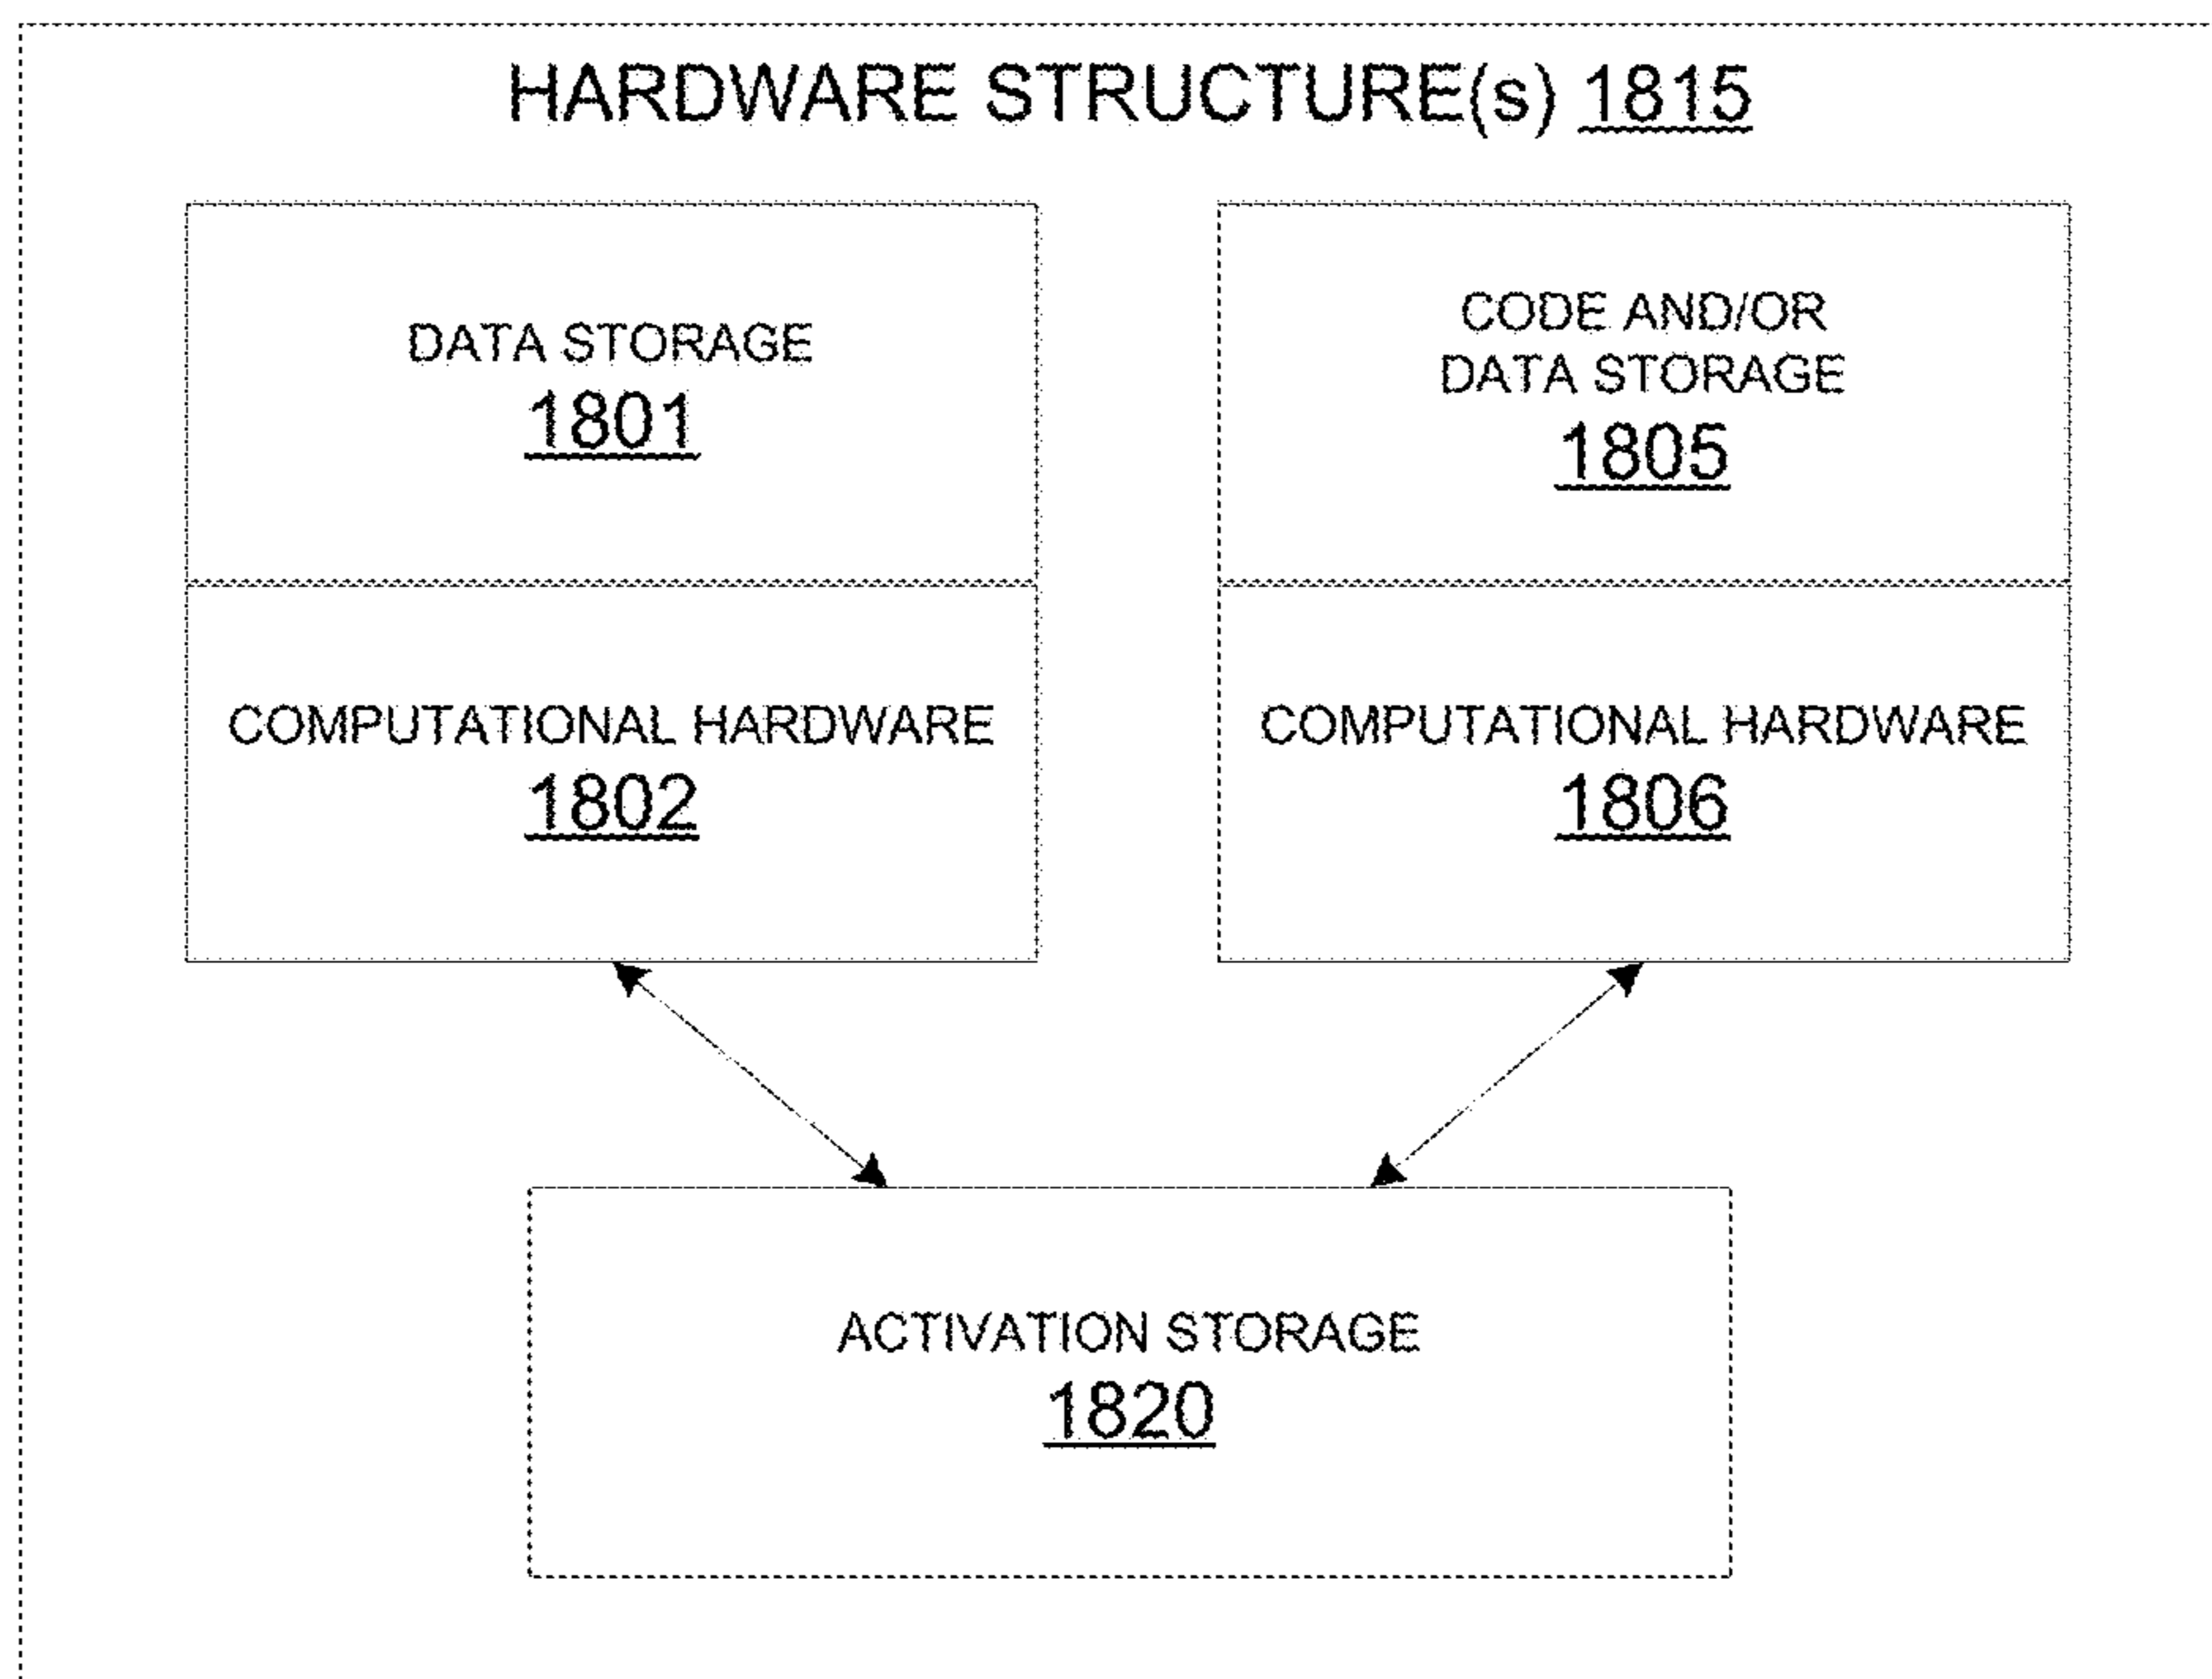 HARDWARE STRUCTURE(s) 1815
DATA STORAGE
1801
CODE AND/OR
DATA STORAGE
1805
COMPUTATIONAL HARDWARE
1802
COMPUTATIONAL HARDWARE
1806
ACTIVATION STORAGE
1820